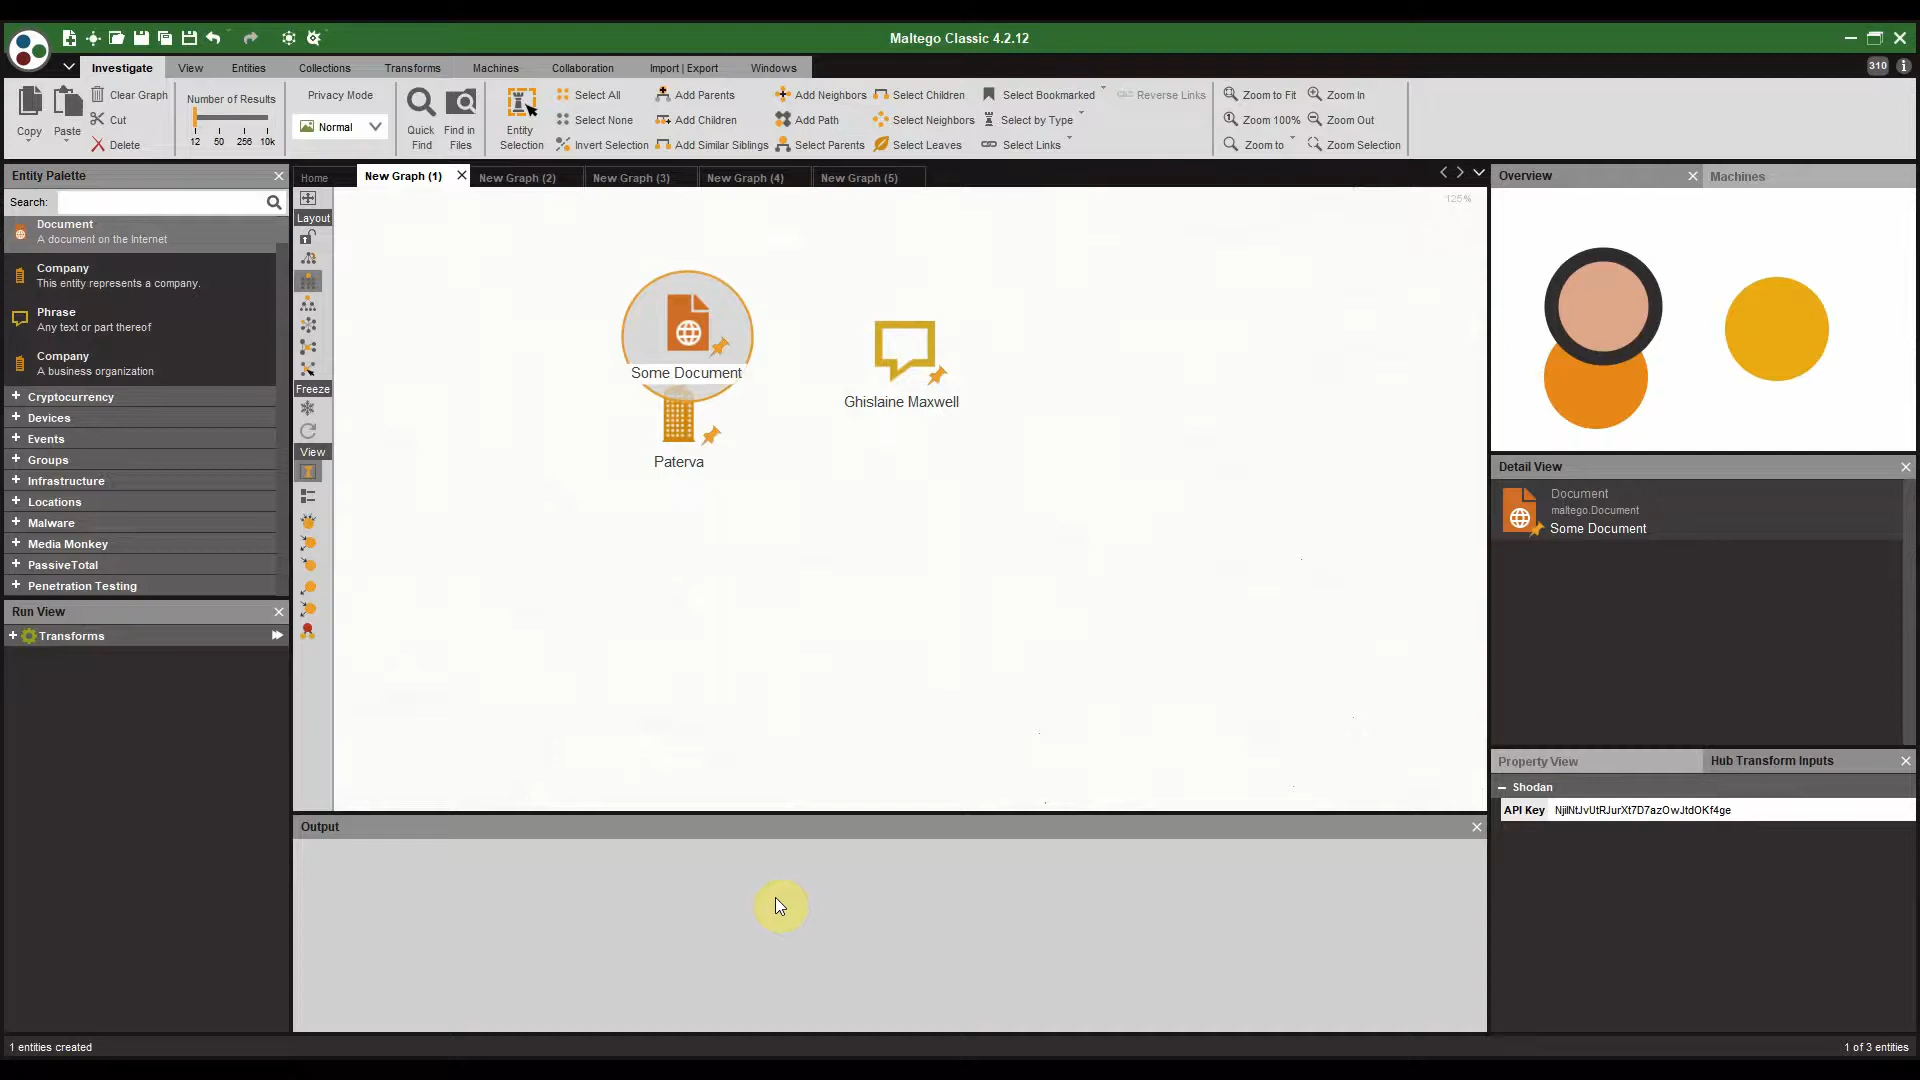 Maltego Classic 4.2.12
Investigate
View
Entities
Collections
Transforms
Machines
Collaboration
Import | Export
Windows
310
Copy
Paste
Clear Graph
Cut
Delete
Number of Results
12 50 256 10k
Privacy Mode
Normal
Quick Find
Find in Files
Entity Selection
Select All
Select None
Invert Selection
Add Parents
Add Children
Add Similar Siblings
Add Neighbors
Add Path
Select Parents
Select Children
Select Neighbors
Select Leaves
Select Bookmarked
Select by Type
Select Links
Reverse Links
Zoom to Fit
Zoom 100%
Zoom to
Zoom In
Zoom Out
Zoom Selection
Entity Palette
Search:
Document
A document on the Internet
Company
This entity represents a company.
Phrase
Any text or part thereof
Company
A business organization
Cryptocurrency
Devices
Events
Groups
Infrastructure
Locations
Malware
Media Monkey
PassiveTotal
Penetration Testing
Run View
Transforms
Home
New Graph (1)
New Graph (2)
New Graph (3)
New Graph (4)
New Graph (5)
Layout
Freeze
View
125%
Some Document
Paterva
Ghislaine Maxwell
Output
Overview
Machines
Detail View
Document
maltego.Document
Some Document
Property View
Hub Transform Inputs
Shodan
API Key
1 entities created
1 of 3 entities